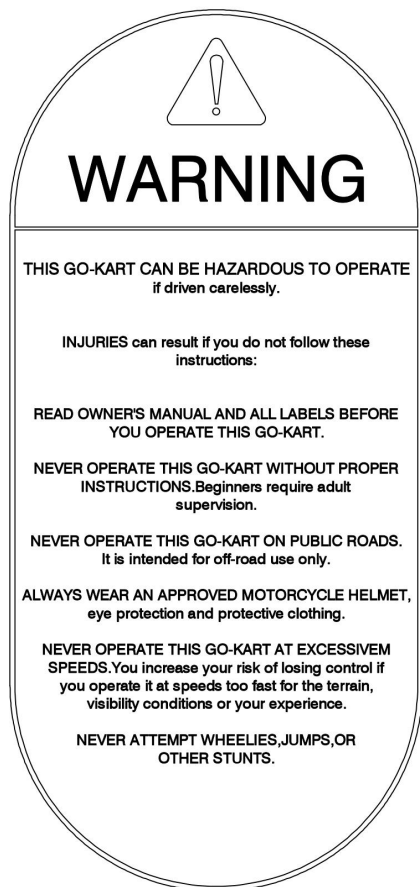 WARNING
THIS GO-KART CAN BE HAZARDOUS TO OPERATE
if driven carelessly.
INJURIES can result if you do not follow these
instructions:
READ OWNER'S MANUAL AND ALL LABELS BEFORE
YOU OPERATE THIS GO-KART.
NEVER OPERATE THIS GO-KART WITHOUT PROPER
INSTRUCTIONS.Beginners require adult
supervision.
NEVER OPERATE THIS GO-KART ON PUBLIC ROADS.
It is intended for off-road use only.
ALWAYS WEAR AN APPROVED MOTORCYCLE HELMET,
eye protection and protective clothing.
NEVER OPERATE THIS GO-KART AT EXCESSIVEM
SPEEDS.You increase your risk of losing control if
you operate it at speeds too fast for the terrain,
visibility conditions or your experience.
NEVER ATTEMPT WHEELIES,JUMPS,OR
OTHER STUNTS.